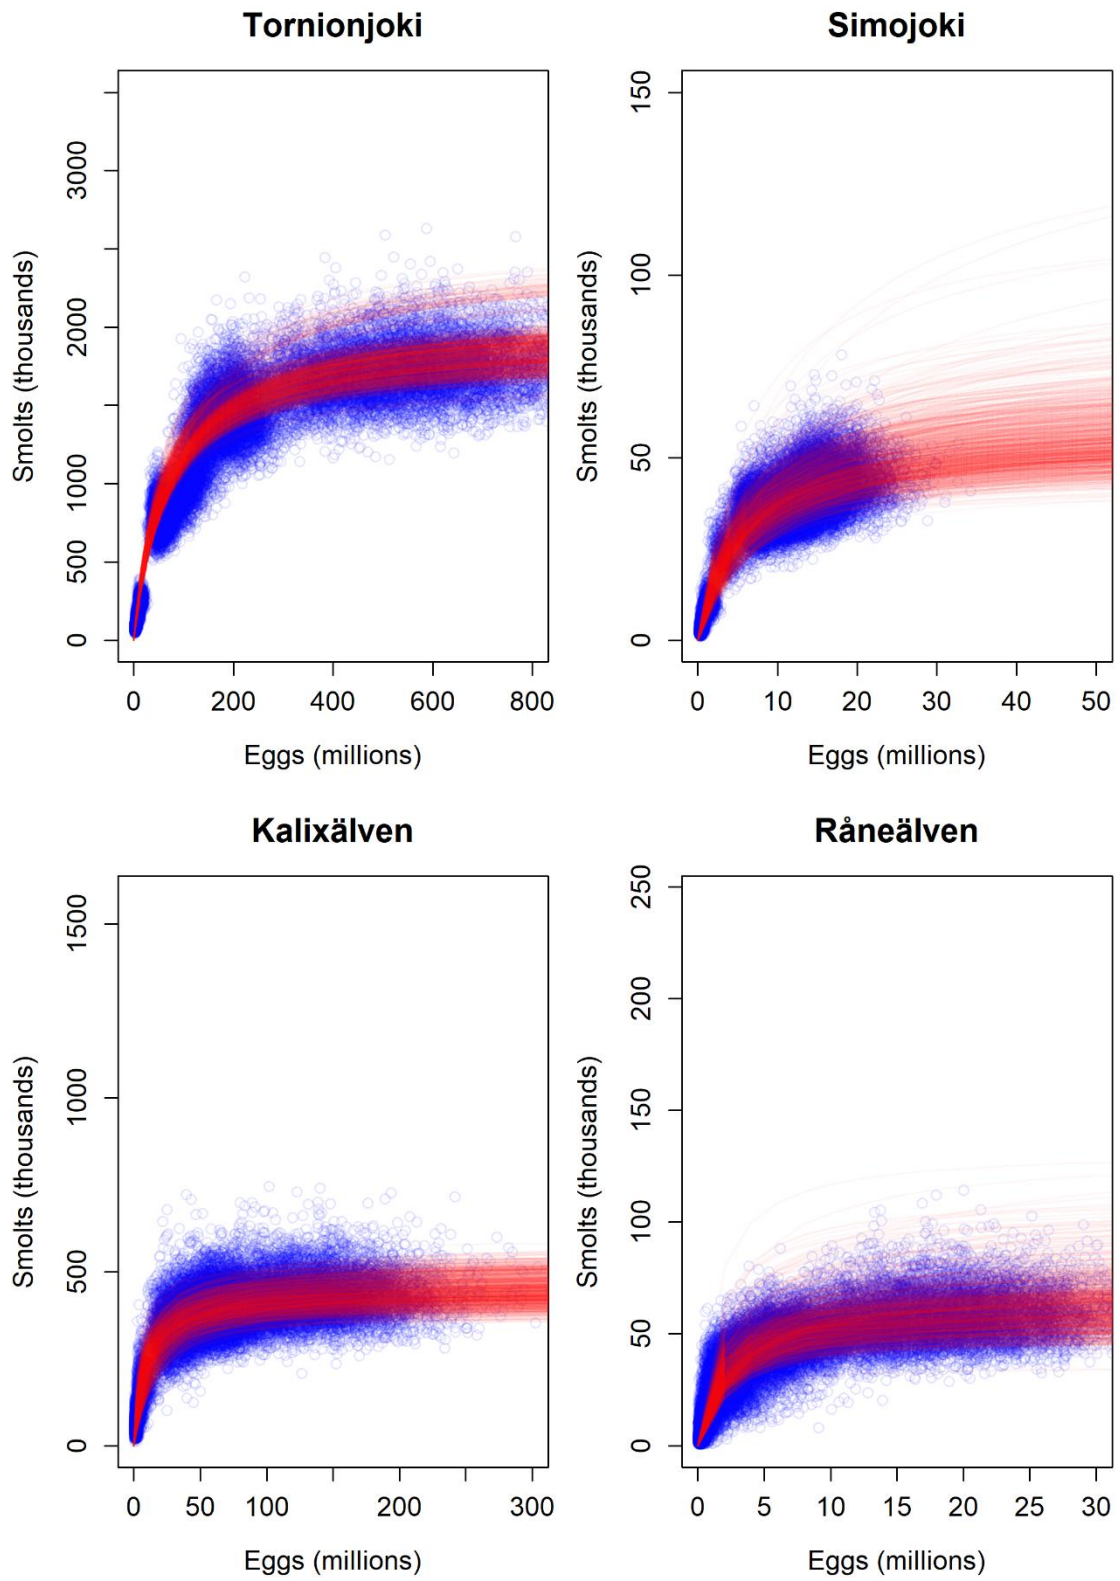 Tornionjoki
Smolts (thousands)
3000
2000
1000
500
0
0 200 400 600 800
Eggs (millions)
Simojoki
Smolts (thousands)
150
100
50
0
0 10 20 30 40 50
Eggs (millions)
Kalixälven
Smolts (thousands)
1500
1000
500
0
0 50 100 200 300
Eggs (millions)
Råneälven
Smolts (thousands)
250
200
150
100
50
0
0 5 10 15 20 25 30
Eggs (millions)